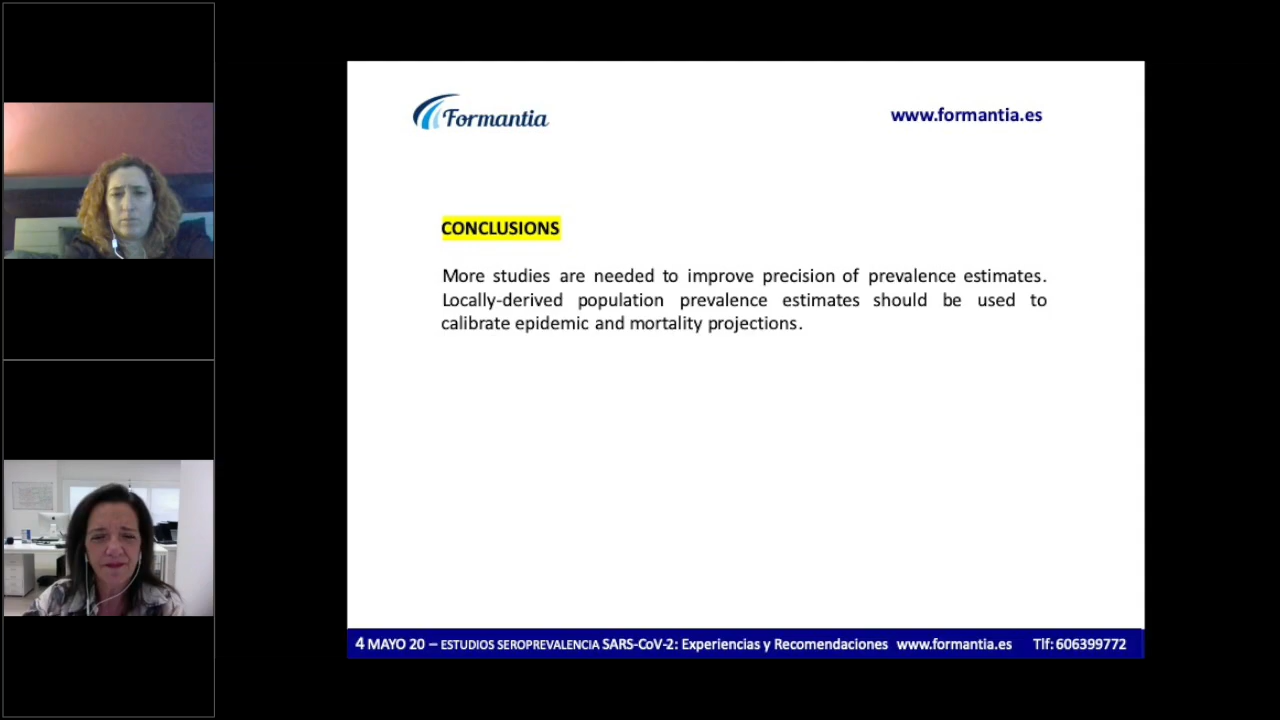 Formantia
www.formantia.es
CONCLUSIONS
More studies are needed to improve precision of prevalence estimates.
Locally-derived population prevalence estimates should be used to
calibrate epidemic and mortality projections.
4 MAYO 20 – ESTUDIOS SEROPREVALENCIA SARS-CoV-2: Experiencias y Recomendaciones www.formantia.es Tlf: 606399772